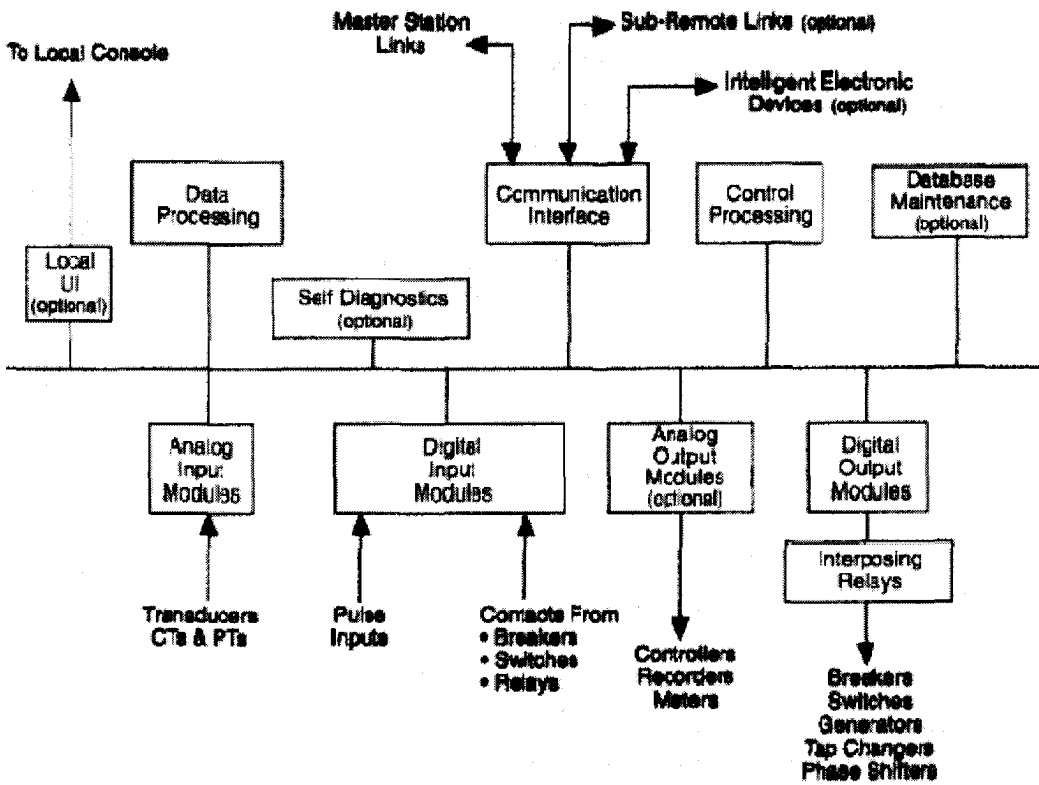 Master Station
Links
Sub-Remote Links (optional)
To Local Console
Intelligent Electronic
Devices (optional)
Data
Processing
Communication
Interface
Control
Processing
Database
Maintenance
(optional)
Local
UI
(optional)
Self Diagnostics
(optional)
Analog
Input
Modules
Digital
Input
Modules
Analog
Output
Modules
(optional)
Digital
Output
Modules
Interposing
Relays
Transducers
CTs & PTs
Pulse
Inputs
Contacts From
• Breakers
• Switches
• Relays
Controllers
Recorders
Meters
Breakers
Switches
Generators
Tap Changers
Phase Shifters